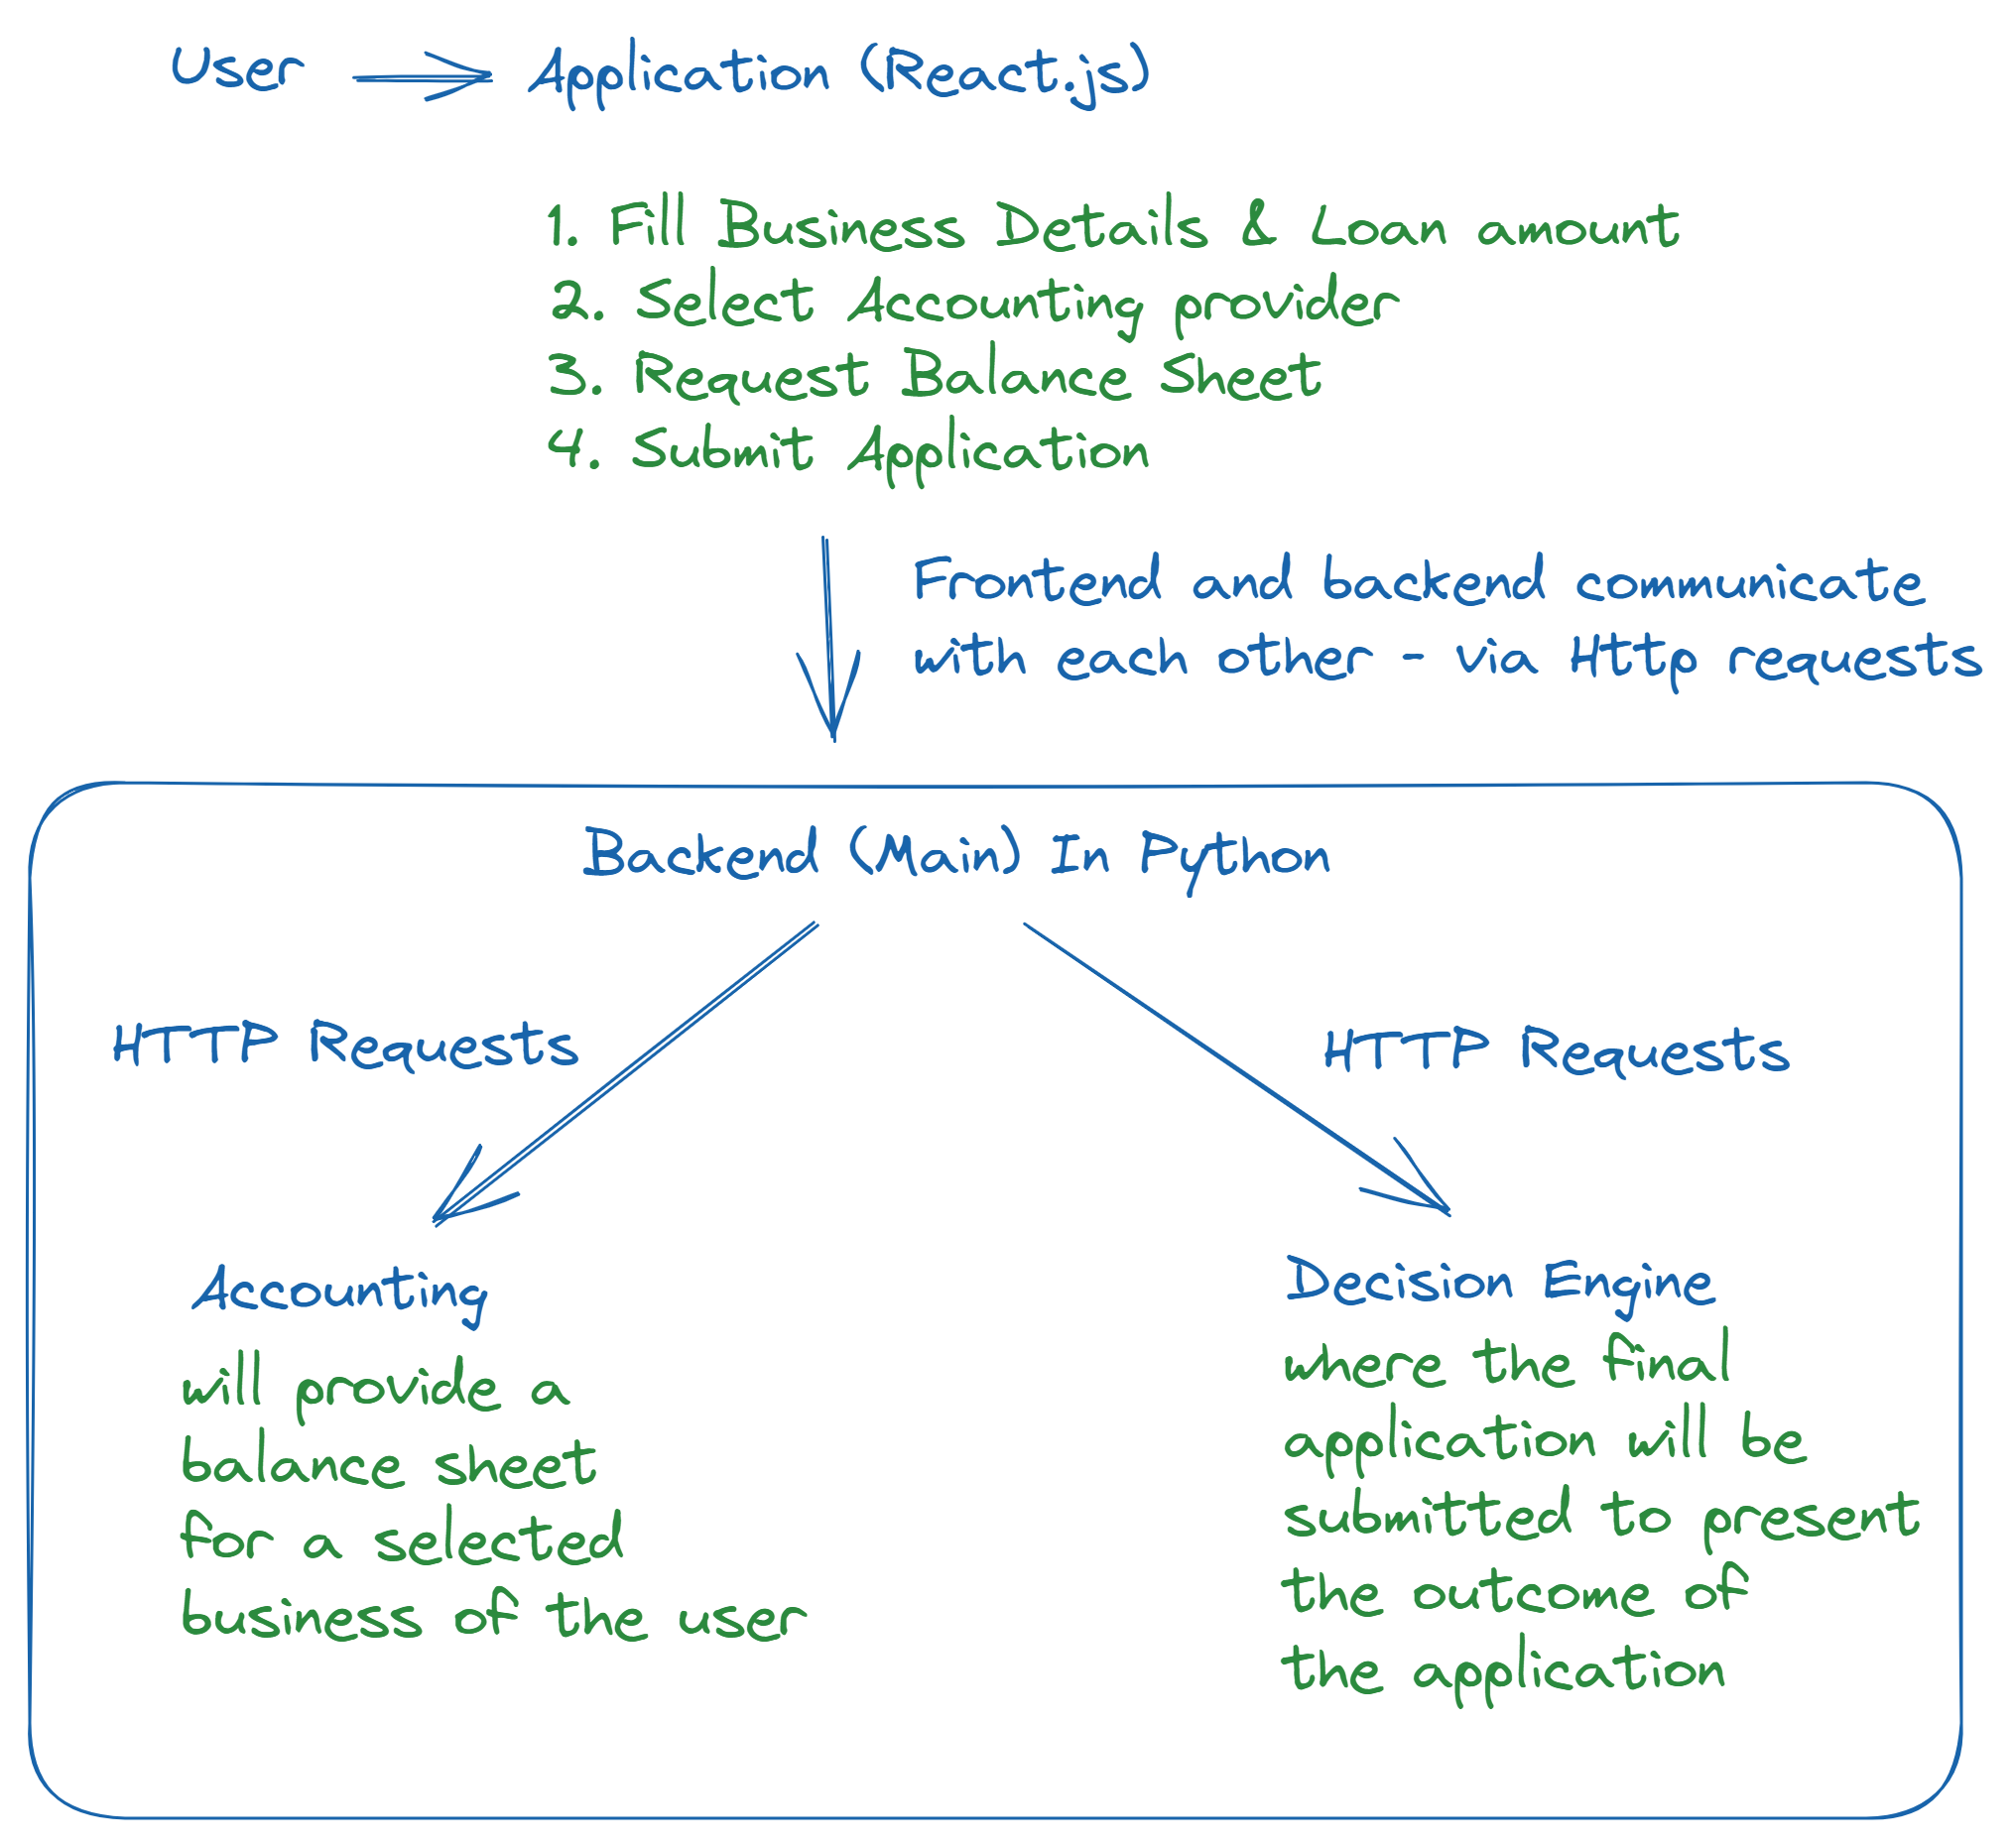 User Application (React.js)
1. Fill Business Details & Loan amount
2. Select Accounting provider
3. Request Balance Sheet
4. Submit Application
Frontend and backend communicate
with each other - via Http requests
Backend (Main) In Python
HTTP Requests
HTTP Requests
Accounting
will provide a
balance sheet
for a selected
business of the user
Decision Engine
where the final
application will be
submitted to present
the outcome of
the application